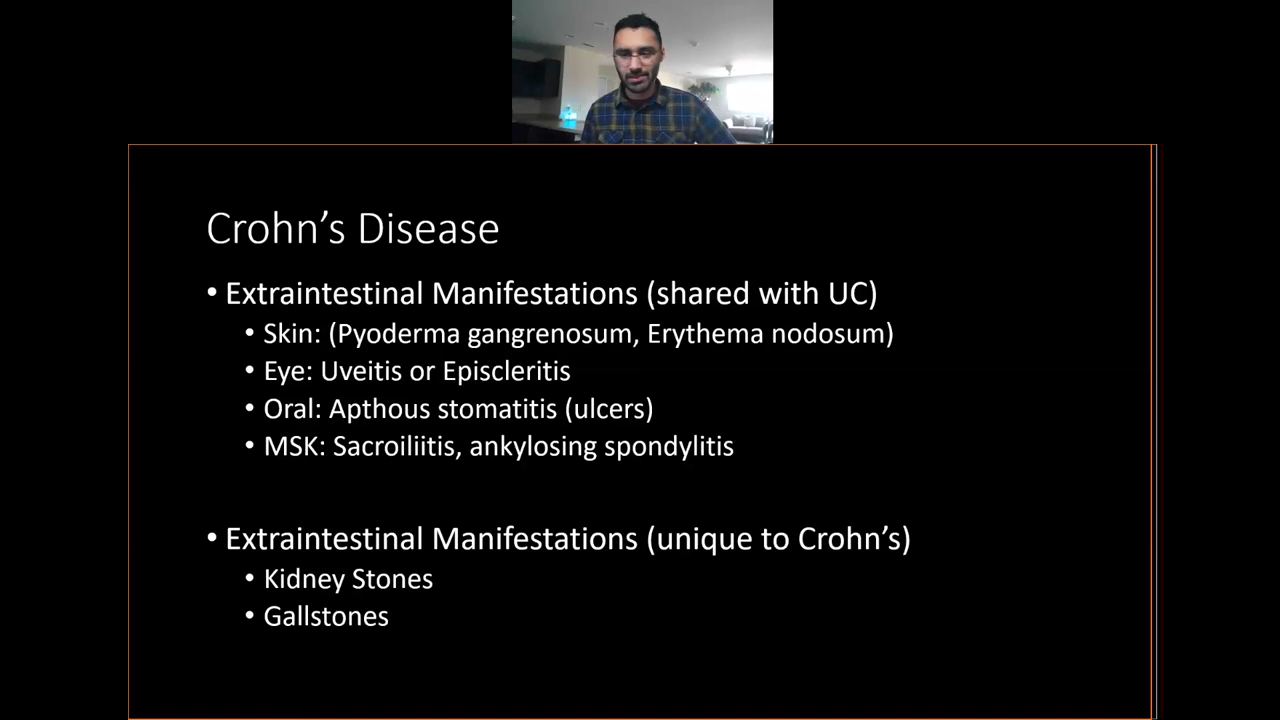 Crohn’s Disease
• Extraintestinal Manifestations (shared with UC)
• Skin: (Pyoderma gangrenosum, Erythema nodosum)
• Eye: Uveitis or Episcleritis
• Oral: Apthous stomatitis (ulcers)
• MSK: Sacroiliitis, ankylosing spondylitis
• Extraintestinal Manifestations (unique to Crohn’s)
• Kidney Stones
• Gallstones